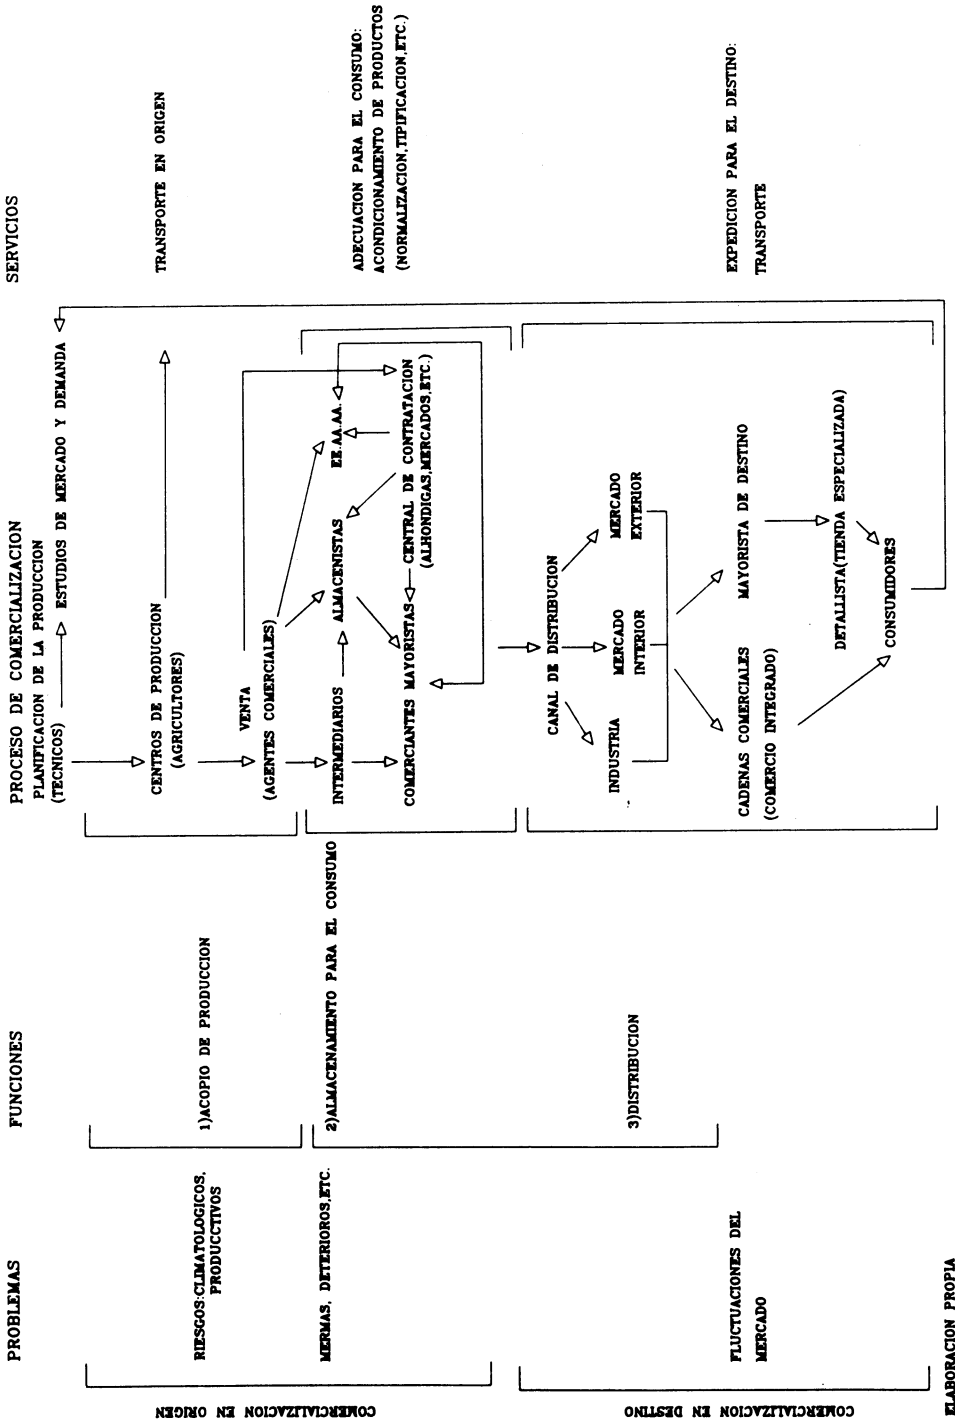 PROBLEMAS
FUNCIONES
PROCESO DE COMERCIALIZACION
SERVICIOS
PLANIFICACION DE LA PRODUCCION
(TECNICOS)
ESTUDIOS DE MERCADO Y DEMANDA
COMERCIALIZACION EN ORIGEN
RIESGOS:CLIMATOLOGICOS,
PRODUCCTIVOS
1)ACOPIO DE PRODUCCION
CENTROS DE PRODUCCION
(AGRICULTORES)
TRANSPORTE EN ORIGEN
VENTA
(AGENTES COMERCIALES)
MERMAS, DETERIOROS,ETC.
2)ALMACENAMIENTO PARA EL CONSUMO
INTERMEDIARIOS
ALMACENISTAS
EE.AA.AA.
ADECUACION PARA EL CONSUMO:
ACONDICIONAMIENTO DE PRODUCTOS
(NORMALIZACION,TIPIFICACION,ETC.)
COMERCIANTES MAYORISTAS
CENTRAL DE CONTRATACION
(ALHONDIGAS,MERCADOS,ETC.)
COMERCIALIZACION EN DESTINO
CANAL DE DISTRIBUCION
3)DISTRIBUCION
INDUSTRIA
MERCADO
INTERIOR
MERCADO
EXTERIOR
FLUCTUACIONES DEL
MERCADO
CADENAS COMERCIALES
(COMERCIO INTEGRADO)
MAYORISTA DE DESTINO
EXPEDICION PARA EL DESTINO:
TRANSPORTE
DETALLISTA(TIENDA ESPECIALIZADA)
CONSUMIDORES
ELABORACION PROPIA